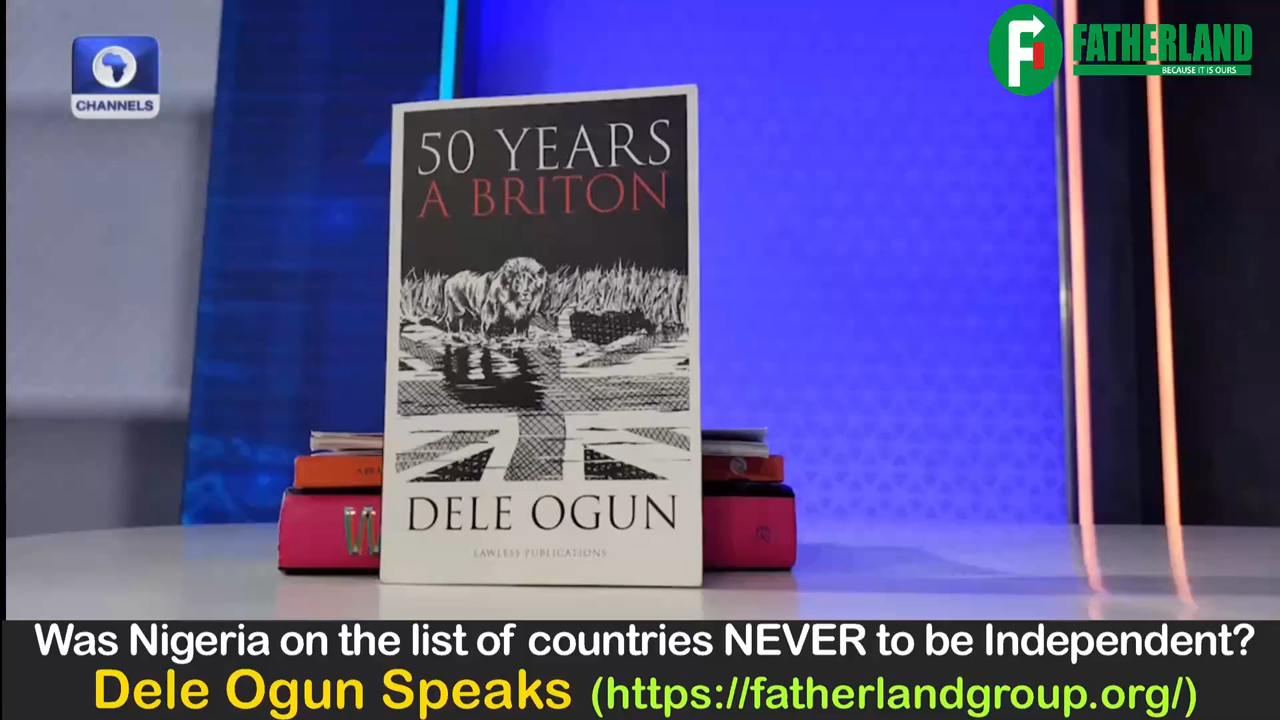 CHANNELS
FATHERLAND
BECAUSE IT IS OURS
50 YEARS
A BRITON
DELE OGUN
LAWLESS PUBLICATIONS
Was Nigeria on the list of countries NEVER to be Independent?
Dele Ogun Speaks (https://fatherlandgroup.org/)